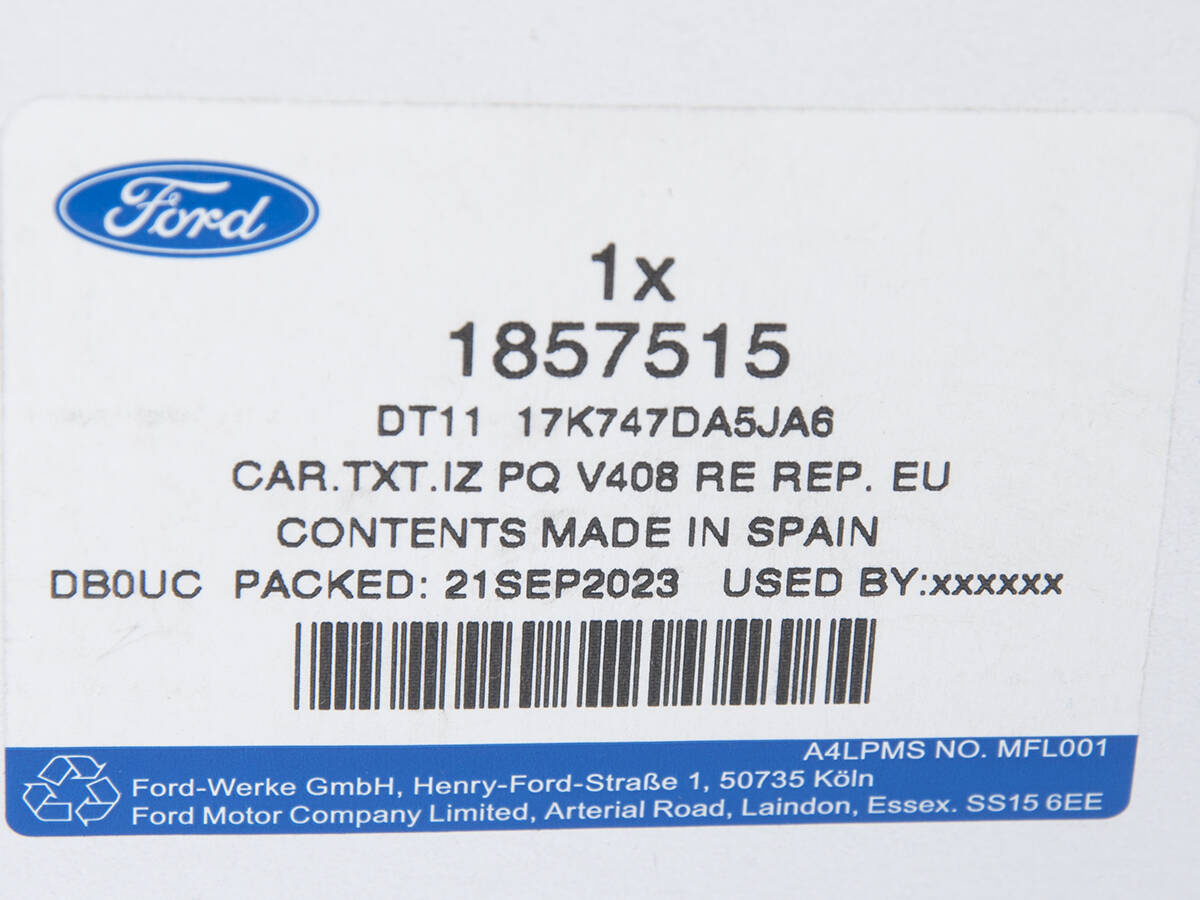 Ford
1x
1857515
DT11 17K747DA5JA6
CAR.TXT.IZ PQ V408 RE REP. EU
CONTENTS MADE IN SPAIN
DB0UC PACKED: 21SEP2023 USED BY:xxxxxx
A4LPMS NO. MFL001
Ford-Werke GmbH, Henry-Ford-Straße 1, 50735 Köln
Ford Motor Company Limited, Arterial Road, Laindon, Essex. SS15 6EE